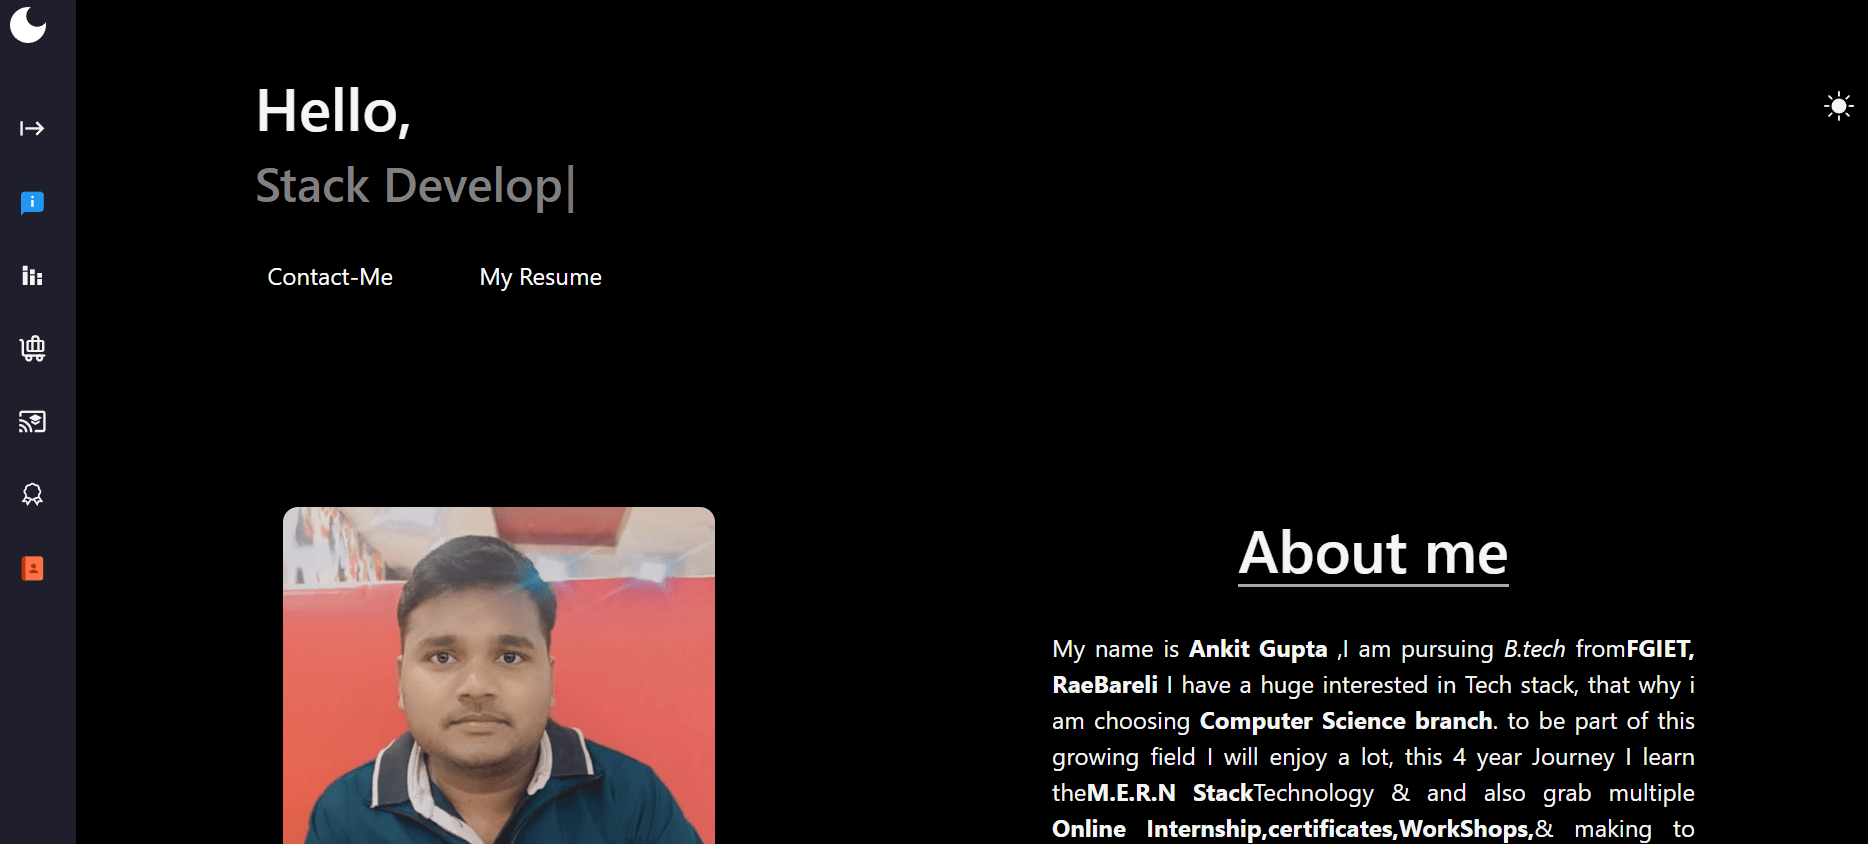 Hello,
Stack Develop|
Contact-Me
My Resume
About me
My name is Ankit Gupta ,I am pursuing B.tech fromFGIET,
RaeBareli I have a huge interested in Tech stack, that why i
am choosing Computer Science branch. to be part of this
growing field I will enjoy a lot, this 4 year Journey I learn
theM.E.R.N StackTechnology & and also grab multiple
Online Internship,certificates,WorkShops,& making to